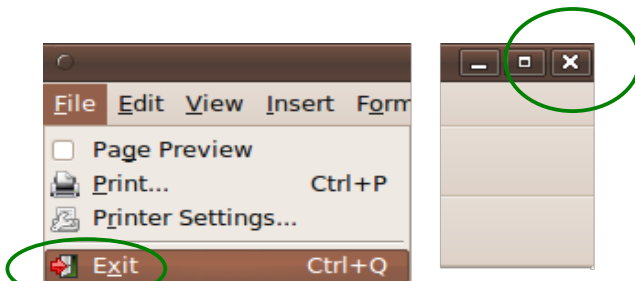 File Edit View Insert Form
Page Preview
Print... Ctrl+P
Printer Settings...
Exit Ctrl+Q